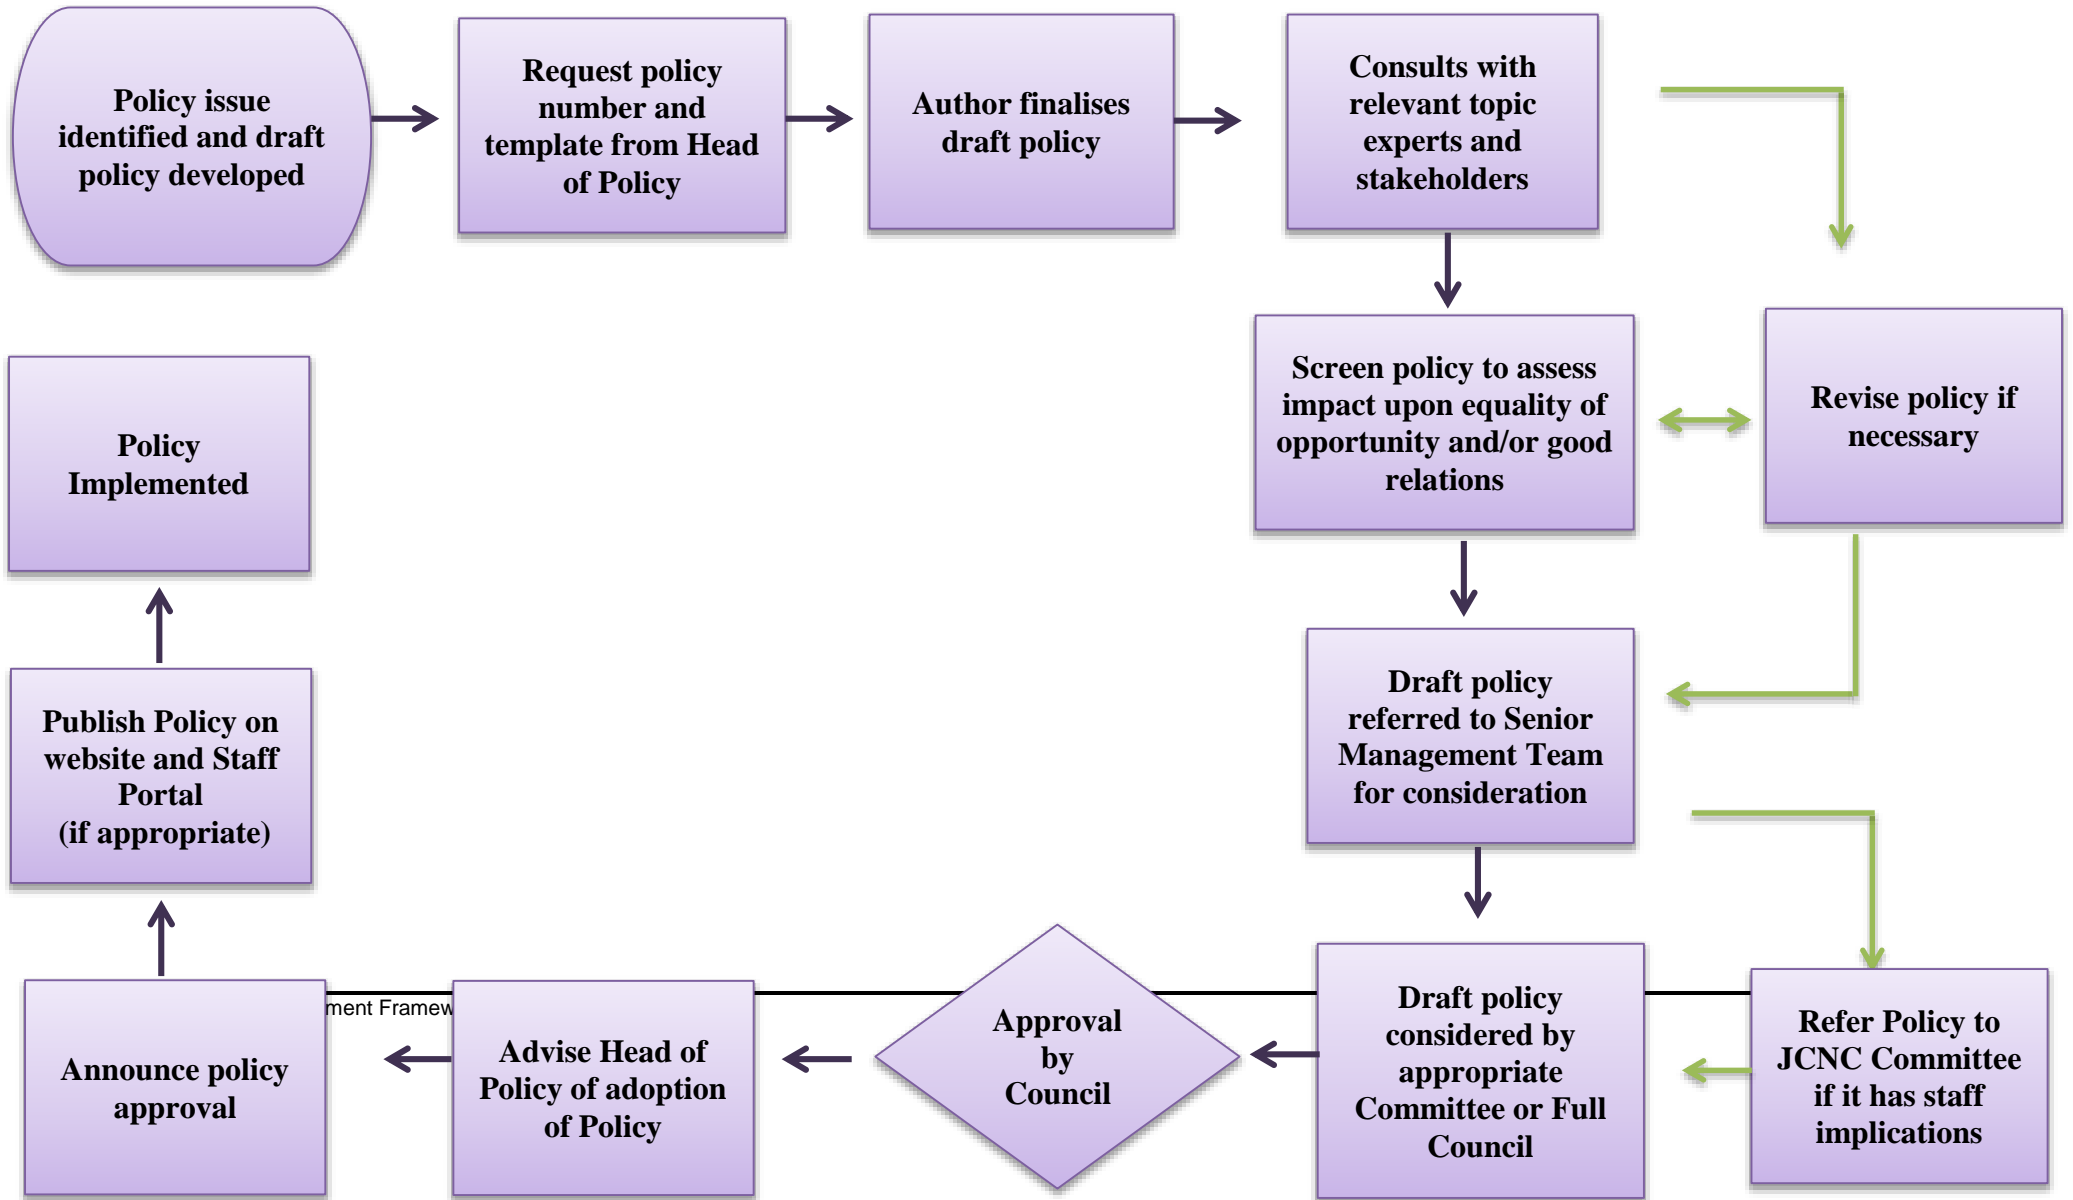 Policy issue
identified and draft
policy developed
Request policy
number and
template from Head
of Policy
Author finalises
draft policy
Consults with
relevant topic
experts and
stakeholders
Screen policy to assess
impact upon equality of
opportunity and/or good
relations
Revise policy if
necessary
Draft policy
referred to Senior
Management Team
for consideration
Refer Policy to
JCNC Committee
if it has staff
implications
Draft policy
considered by
appropriate
Committee or Full
Council
Approval
by
Council
Advise Head of
Policy of adoption
of Policy
Announce policy
approval
Publish Policy on
website and Staff
Portal
(if appropriate)
Policy
Implemented
ment Framew